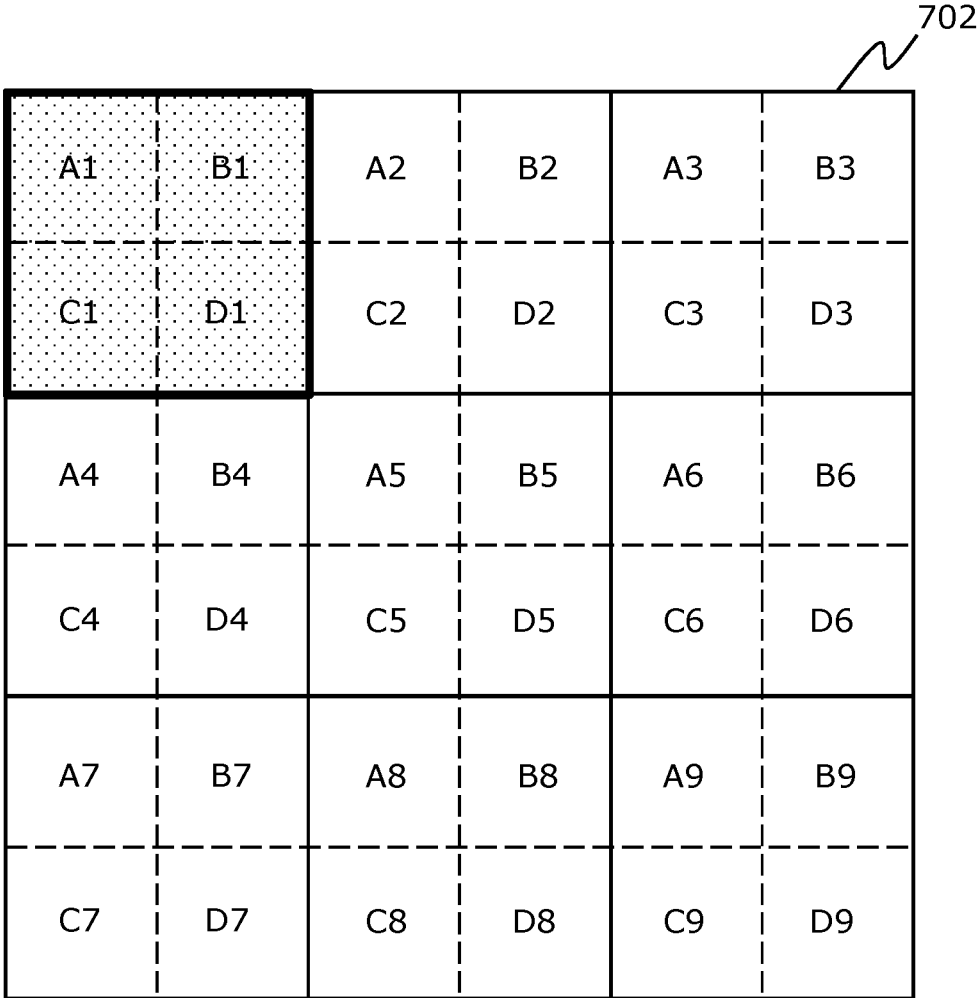 702
A1 B1 A2 B2 A3 B3
C1 D1 C2 D2 C3 D3
A4 B4 A5 B5 A6 B6
C4 D4 C5 D5 C6 D6
A7 B7 A8 B8 A9 B9
C7 D7 C8 D8 C9 D9